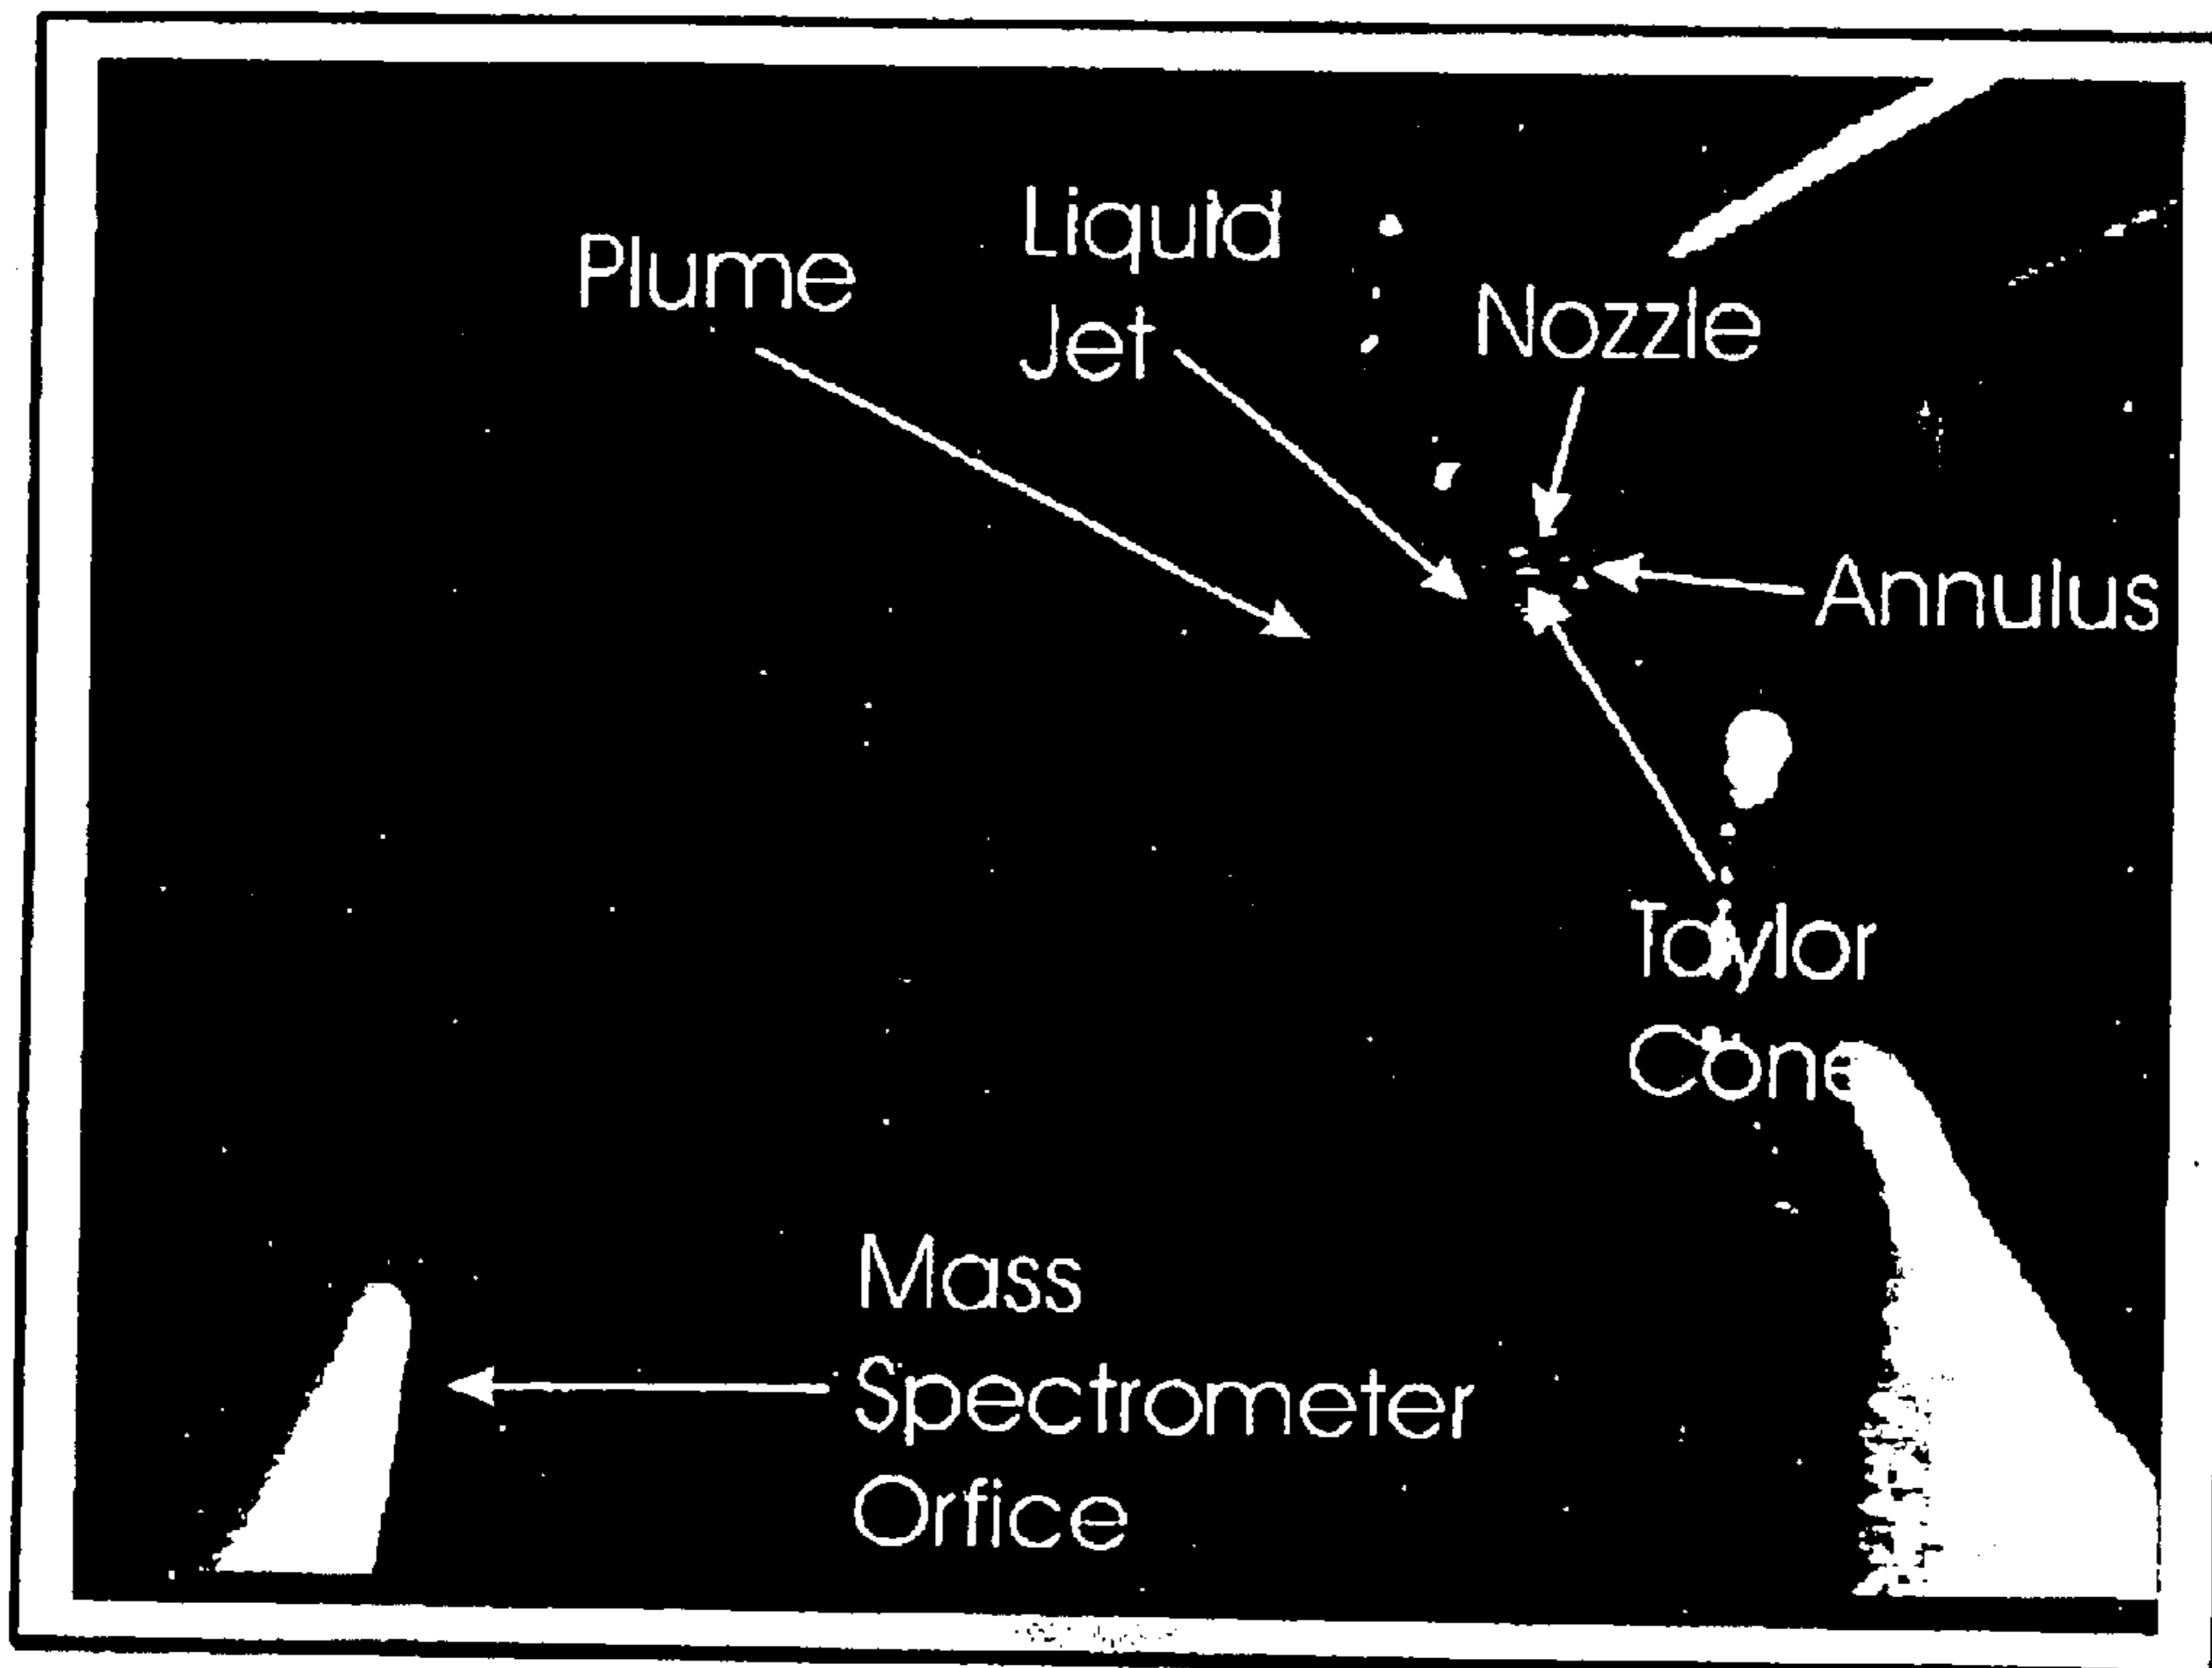 Plume
Liquid
Jet
Nozzle
Annulus
Taylor
Cone
Mass
Spectrometer
Orfice